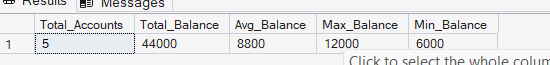 Results Messages
Total_Accounts Total_Balance Avg_Balance Max_Balance Min_Balance
1 5 44000 8800 12000 6000
Click to select the whole colum